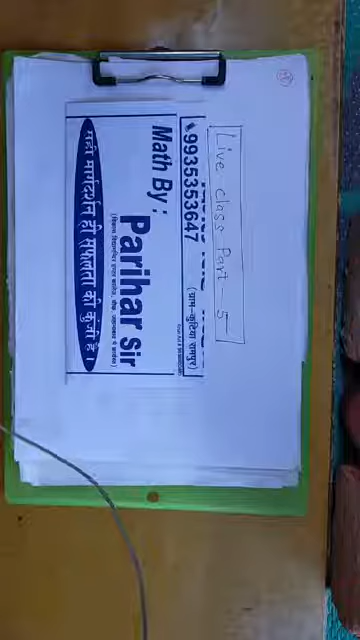 Live class Part - 5
9935353647
(ग्राम-कुटिया रामपुर)
Math By :
Parihar Sir
सही मार्गदर्शन ही सफलता की कुंजी है ।